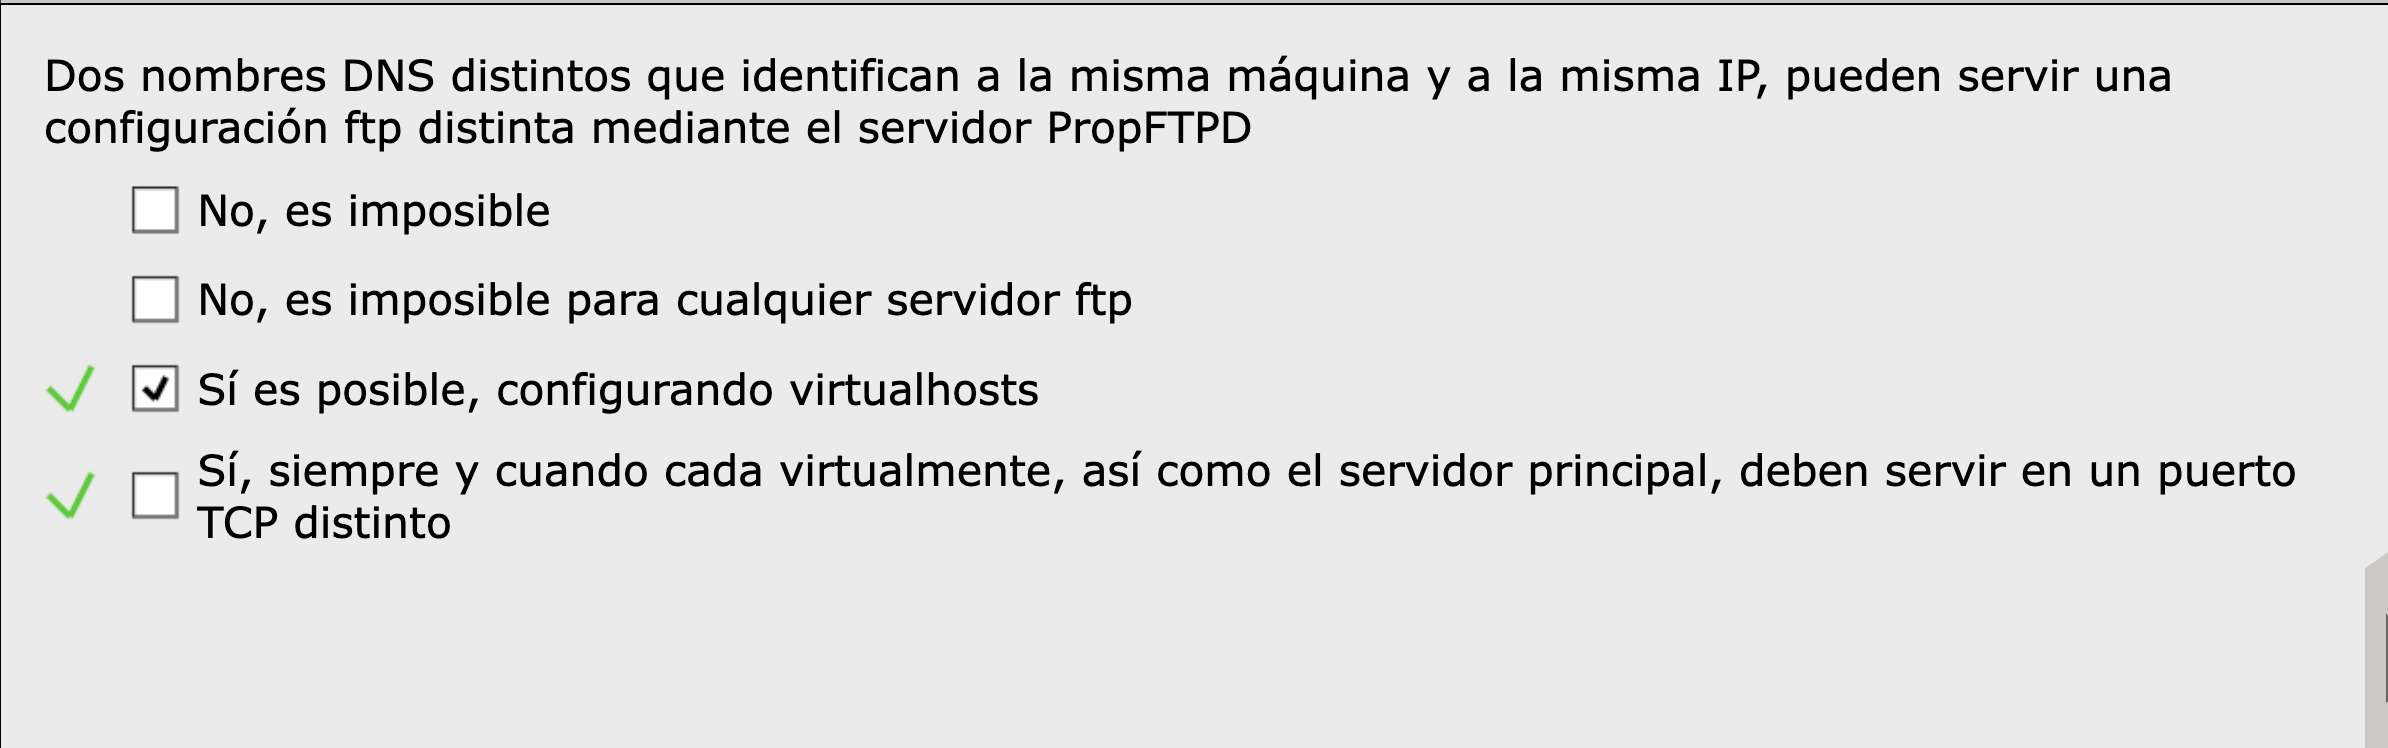 Dos nombres DNS distintos que identifican a la misma máquina y a la misma IP, pueden servir una
configuración ftp distinta mediante el servidor PropFTPD
No, es imposible
No, es imposible para cualquier servidor ftp
Sí es posible, configurando virtualhosts
Sí, siempre y cuando cada virtualmente, así como el servidor principal, deben servir en un puerto
TCP distinto